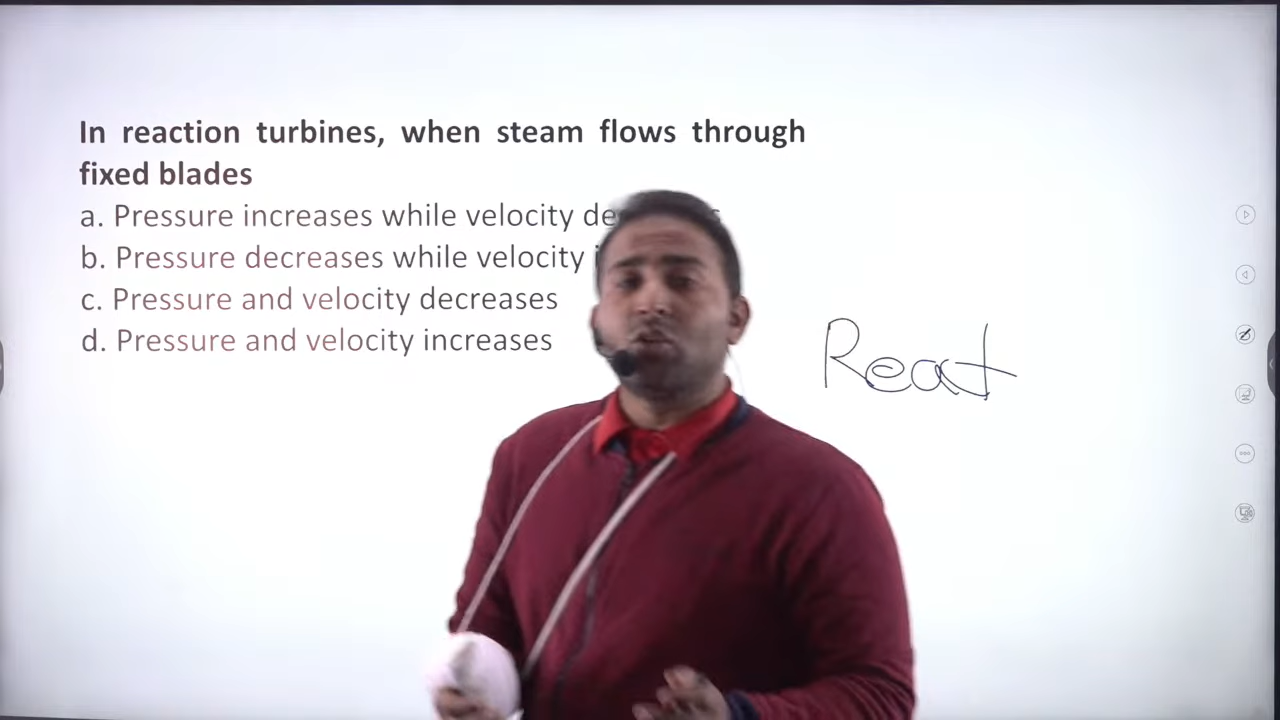 In reaction turbines, when steam flows through
fixed blades
a. Pressure increases while velocity
b. Pressure decreases while velocity
c. Pressure and velocity decreases
d. Pressure and velocity increases
Reat